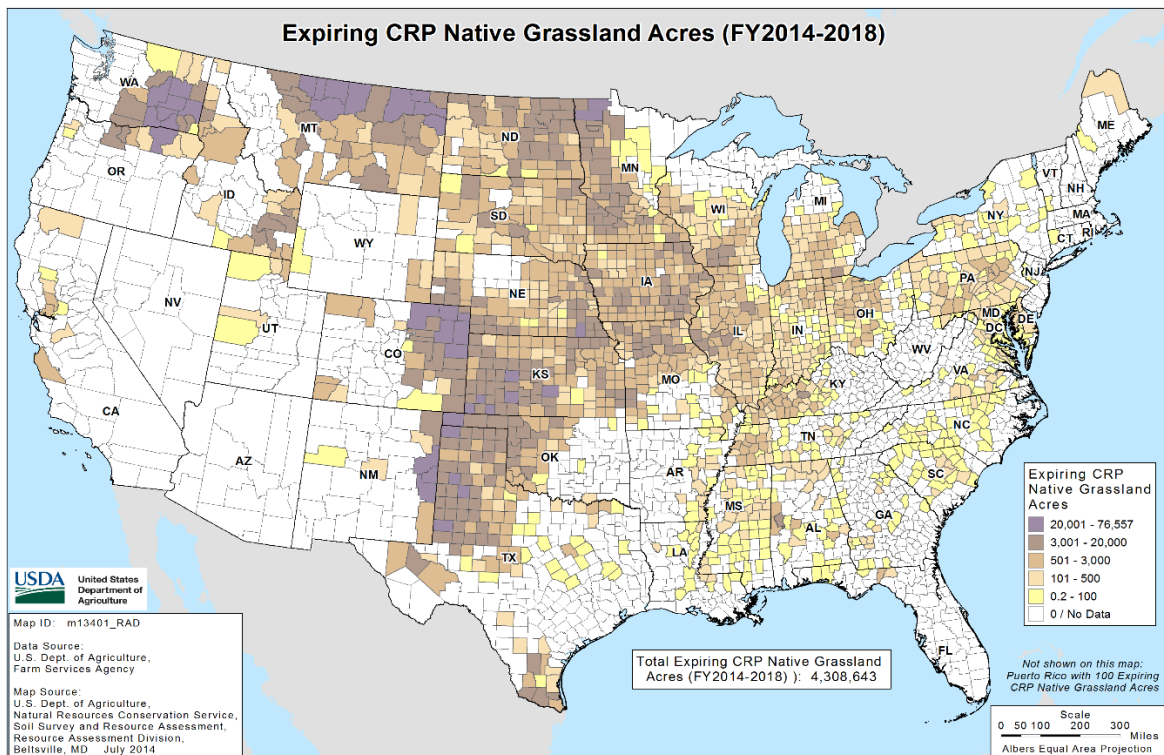 Expiring CRP Native Grassland Acres (FY2014-2018)
WA
OR
CA
NV
ID
MT
WY
UT
AZ
CO
NM
ND
SD
NE
KS
OK
TX
MN
IA
MO
AR
LA
WI
IL
MI
IN
OH
KY
TN
MS
AL
GA
FL
SC
NC
VA
WV
PA
NY
MD
DC
DE
NJ
CT
RI
MA
VT
NH
ME
Expiring CRP
Native Grassland
Acres
20,001 - 76,557
3,001 - 20,000
501 - 3,000
101 - 500
0.2 - 100
0 / No Data
USDA
United States
Department of
Agriculture
Map ID: m13401_RAD
Data Source:
U.S. Dept. of Agriculture,
Farm Services Agency
Map Source:
U.S. Dept. of Agriculture,
Natural Resources Conservation Service,
Soil Survey and Resource Assessment,
Resource Assessment Division,
Beltsville, MD July 2014
Total Expiring CRP Native Grassland
Acres (FY2014-2018) ): 4,308,643
Not shown on this map:
Puerto Rico with 100 Expiring
CRP Native Grassland Acres
Scale
0 50 100 200 300
Miles
Albers Equal Area Projection